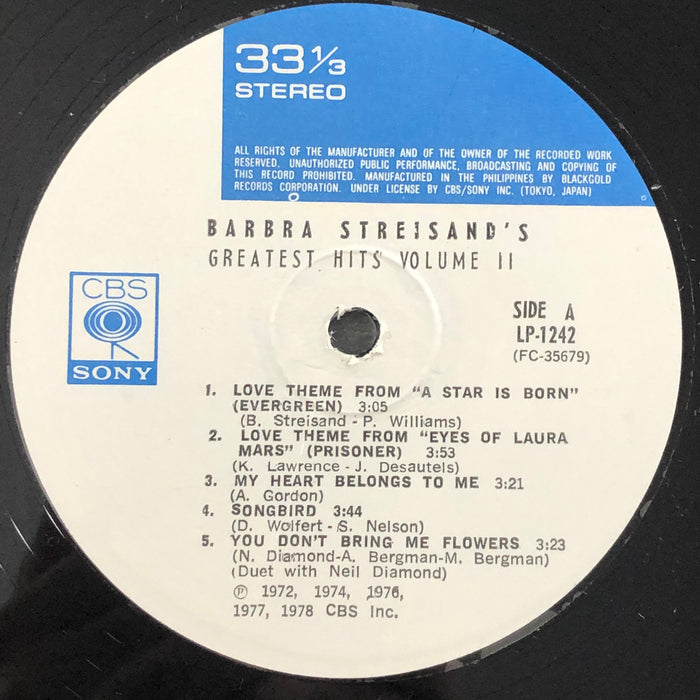 33⅓
STEREO
ALL RIGHTS OF THE MANUFACTURER AND OF THE OWNER OF THE RECORDED WORK
RESERVED. UNAUTHORIZED PUBLIC PERFORMANCE, BROADCASTING AND COPYING OF
THIS RECORD PROHIBITED. MANUFACTURED IN THE PHILIPPINES BY BLACKGOLD
RECORDS CORPORATION. UNDER LICENSE BY CBS/SONY INC. (TOKYO, JAPAN)
BARBRA STREISAND'S
GREATEST HITS VOLUME II
CBS
SONY
SIDE A
LP-1242
(FC-35679)
1. LOVE THEME FROM "A STAR IS BORN"
(EVERGREEN) 3:05
(B. Streisand - P. Williams)
2. LOVE THEME FROM "EYES OF LAURA
MARS" (PRISONER) 3:53
(K. Lawrence - J. Desautels)
3. MY HEART BELONGS TO ME 3:21
(A. Gordon)
4. SONGBIRD 3:44
(D. Wolfert - S. Nelson)
5. YOU DON'T BRING ME FLOWERS 3:23
(N. Diamond-A. Bergman-M. Bergman)
(Duet with Neil Diamond)
℗ 1972, 1974, 1976,
1977, 1978 CBS Inc.